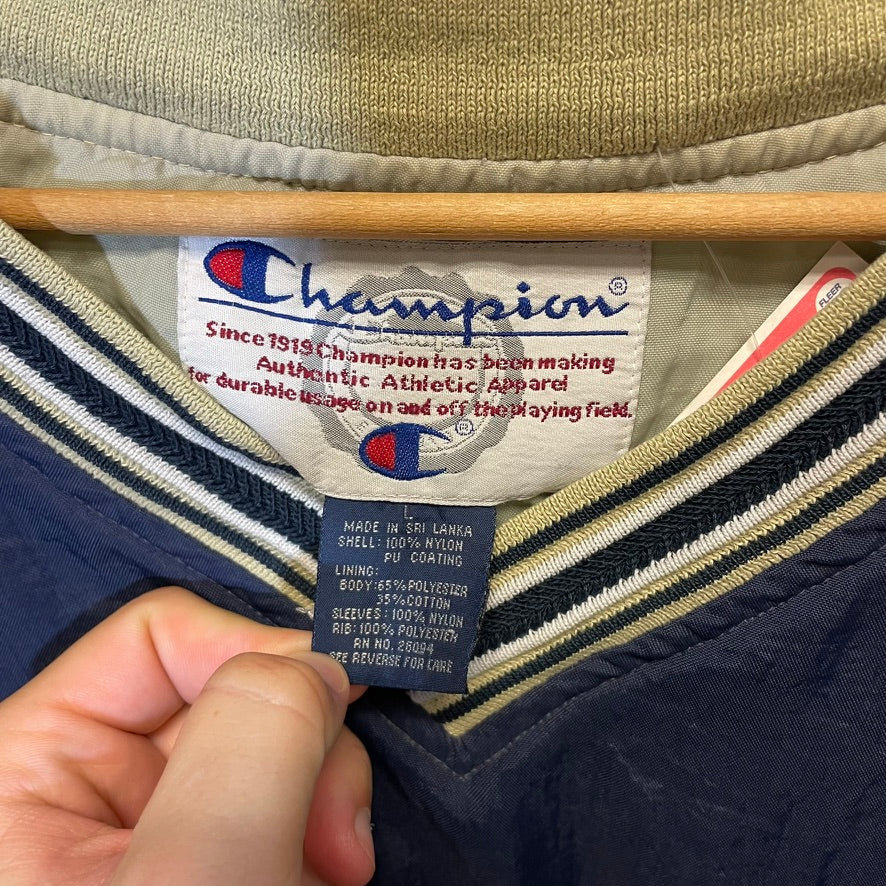 Champion®
Since 1919 Champion has been making
Authentic Athletic Apparel
for durable usage on and off the playing field.
®
L
MADE IN SRI LANKA
SHELL: 100% NYLON
PU COATING
LINING:
BODY: 65% POLYESTER
35% COTTON
SLEEVES: 100% NYLON
RIB: 100% POLYESTER
RN NO. 26094
SEE REVERSE FOR CARE
FLEER